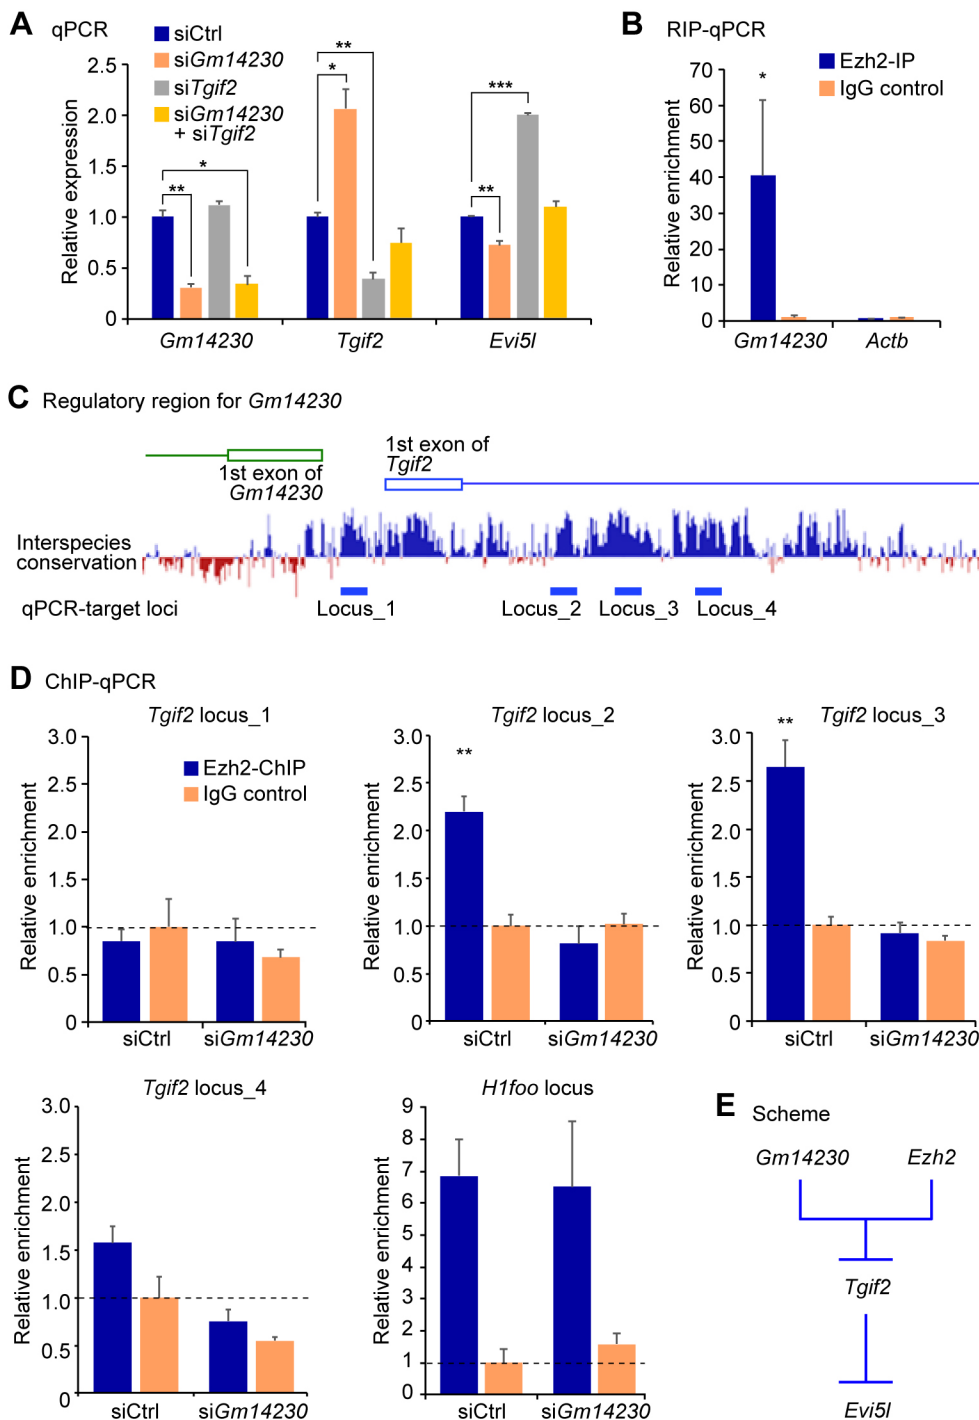 A qPCR
siCtrl
siGm14230
siTgif2
siGm14230
+ siTgif2
Relative expression
2.5
2.0
1.5
1.0
0.5
0
** * * ** ** ***
Gm14230 Tgif2 Evi5l
B RIP-qPCR
Ezh2-IP
IgG control
Relative enrichment
70
60
50
40
30
20
10
0
*
Gm14230 Actb
C Regulatory region for Gm14230
1st exon of
Gm14230
1st exon of
Tgif2
Interspecies
conservation
qPCR-target loci
Locus_1 Locus_2 Locus_3 Locus_4
D ChIP-qPCR
Tgif2 locus_1
Ezh2-ChIP
IgG control
Relative enrichment
3.0
2.5
2.0
1.5
1.0
0.5
0
siCtrl siGm14230
Tgif2 locus_2
Relative enrichment
3.0
2.5
2.0
1.5
1.0
0.5
0
**
siCtrl siGm14230
Tgif2 locus_3
Relative enrichment
3.0
2.5
2.0
1.5
1.0
0.5
0
**
siCtrl siGm14230
Tgif2 locus_4
Relative enrichment
3.0
2.5
2.0
1.5
1.0
0.5
0
siCtrl siGm14230
H1foo locus
Relative enrichment
9
8
7
6
5
4
3
2
1
0
siCtrl siGm14230
E Scheme
Gm14230 Ezh2
Tgif2
Evi5l